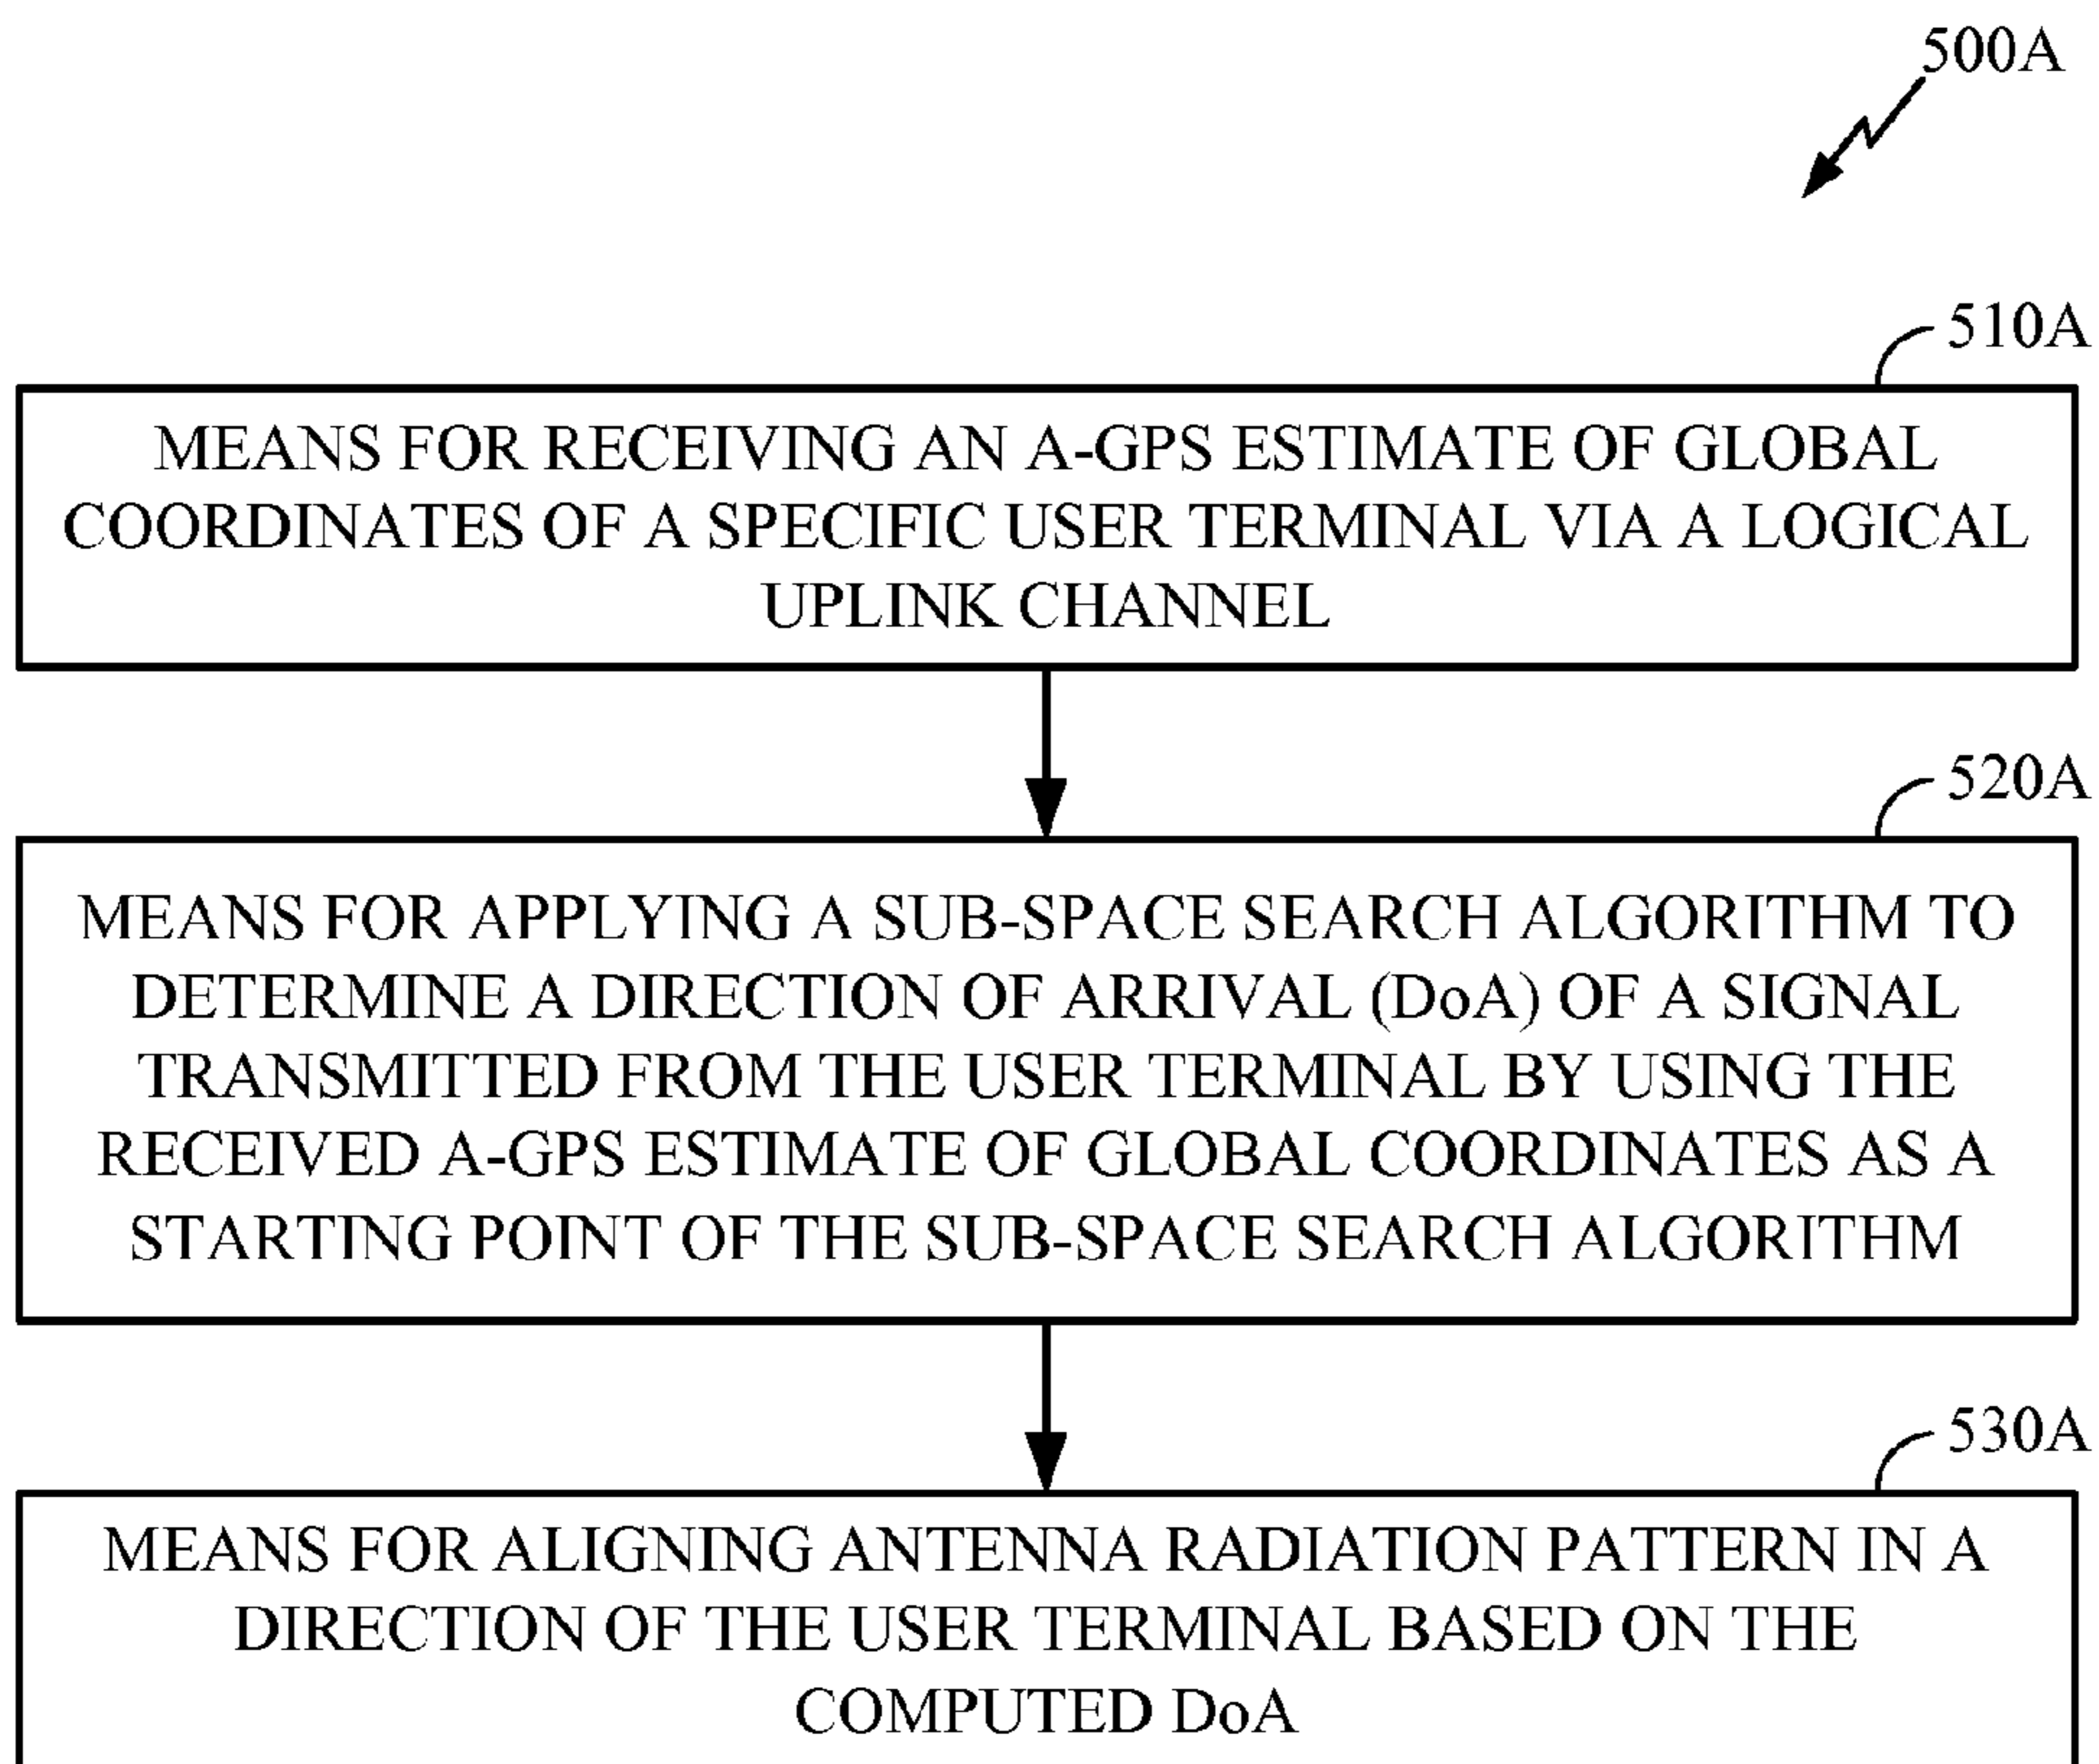 500A
510A
MEANS FOR RECEIVING AN A-GPS ESTIMATE OF GLOBAL
COORDINATES OF A SPECIFIC USER TERMINAL VIA A LOGICAL
UPLINK CHANNEL
520A
MEANS FOR APPLYING A SUB-SPACE SEARCH ALGORITHM TO
DETERMINE A DIRECTION OF ARRIVAL (DoA) OF A SIGNAL
TRANSMITTED FROM THE USER TERMINAL BY USING THE
RECEIVED A-GPS ESTIMATE OF GLOBAL COORDINATES AS A
STARTING POINT OF THE SUB-SPACE SEARCH ALGORITHM
530A
MEANS FOR ALIGNING ANTENNA RADIATION PATTERN IN A
DIRECTION OF THE USER TERMINAL BASED ON THE
COMPUTED DoA